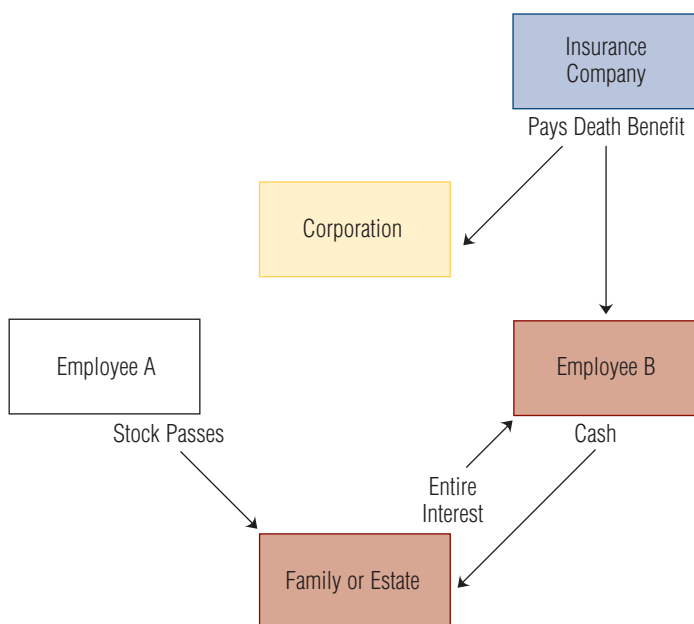 Insurance
Company
Pays Death Benefit
Corporation
Employee A
Employee B
Stock Passes
Cash
Entire
Interest
Family or Estate